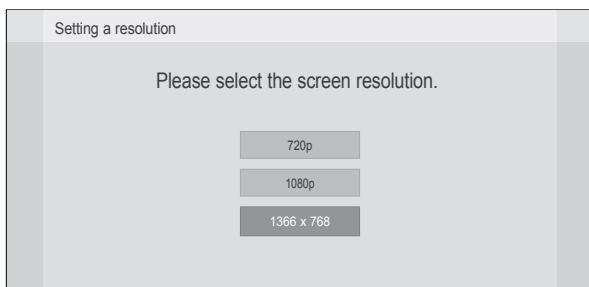 Setting a resolution
Please select the screen resolution.
720p
1080p
1366 x 768